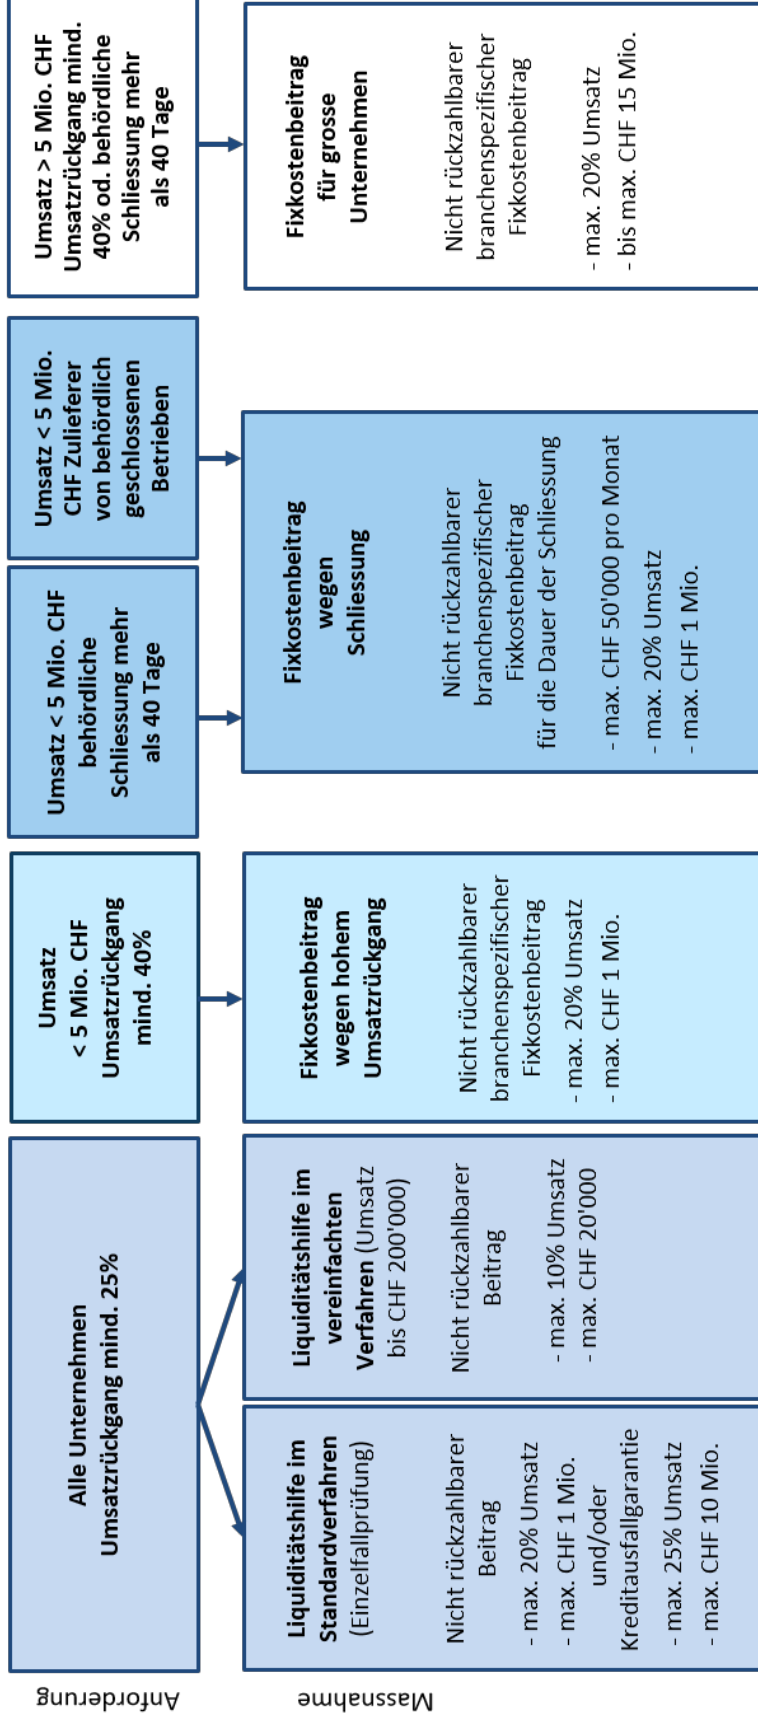 Anforderung
Alle Unternehmen
Umsatzrückgang mind. 25%
Umsatz
< 5 Mio. CHF
Umsatzrückgang
mind. 40%
Umsatz < 5 Mio. CHF
behördliche
Schliessung mehr
als 40 Tage
Umsatz < 5 Mio.
CHF Zulieferer
von behördlich
geschlossenen
Betrieben
Umsatz > 5 Mio. CHF
Umsatzrückgang mind.
40% od. behördliche
Schliessung mehr
als 40 Tage
Massnahme
Liquiditätshilfe im
Standardverfahren
(Einzelfallprüfung)
Nicht rückzahlbarer
Beitrag
- max. 20% Umsatz
- max. CHF 1 Mio.
und/oder
Kreditausfallgarantie
- max. 25% Umsatz
- max. CHF 10 Mio.
Liquiditätshilfe im
vereinfachten
Verfahren (Umsatz
bis CHF 200'000)
Nicht rückzahlbarer
Beitrag
- max. 10% Umsatz
- max. CHF 20'000
Fixkostenbeitrag
wegen hohem
Umsatzrückgang
Nicht rückzahlbarer
branchenspezifischer
Fixkostenbeitrag
- max. 20% Umsatz
- max. CHF 1 Mio.
Fixkostenbeitrag
wegen
Schliessung
Nicht rückzahlbarer
branchenspezifischer
Fixkostenbeitrag
für die Dauer der Schliessung
- max. CHF 50'000 pro Monat
- max. 20% Umsatz
- max. CHF 1 Mio.
Fixkostenbeitrag
für grosse
Unternehmen
Nicht rückzahlbarer
branchenspezifischer
Fixkostenbeitrag
- max. 20% Umsatz
- bis max. CHF 15 Mio.